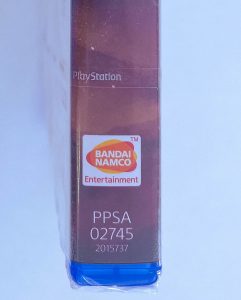 PlayStation
TM
BANDAI
NAMCO
Entertainment
PPSA
02745
2015737